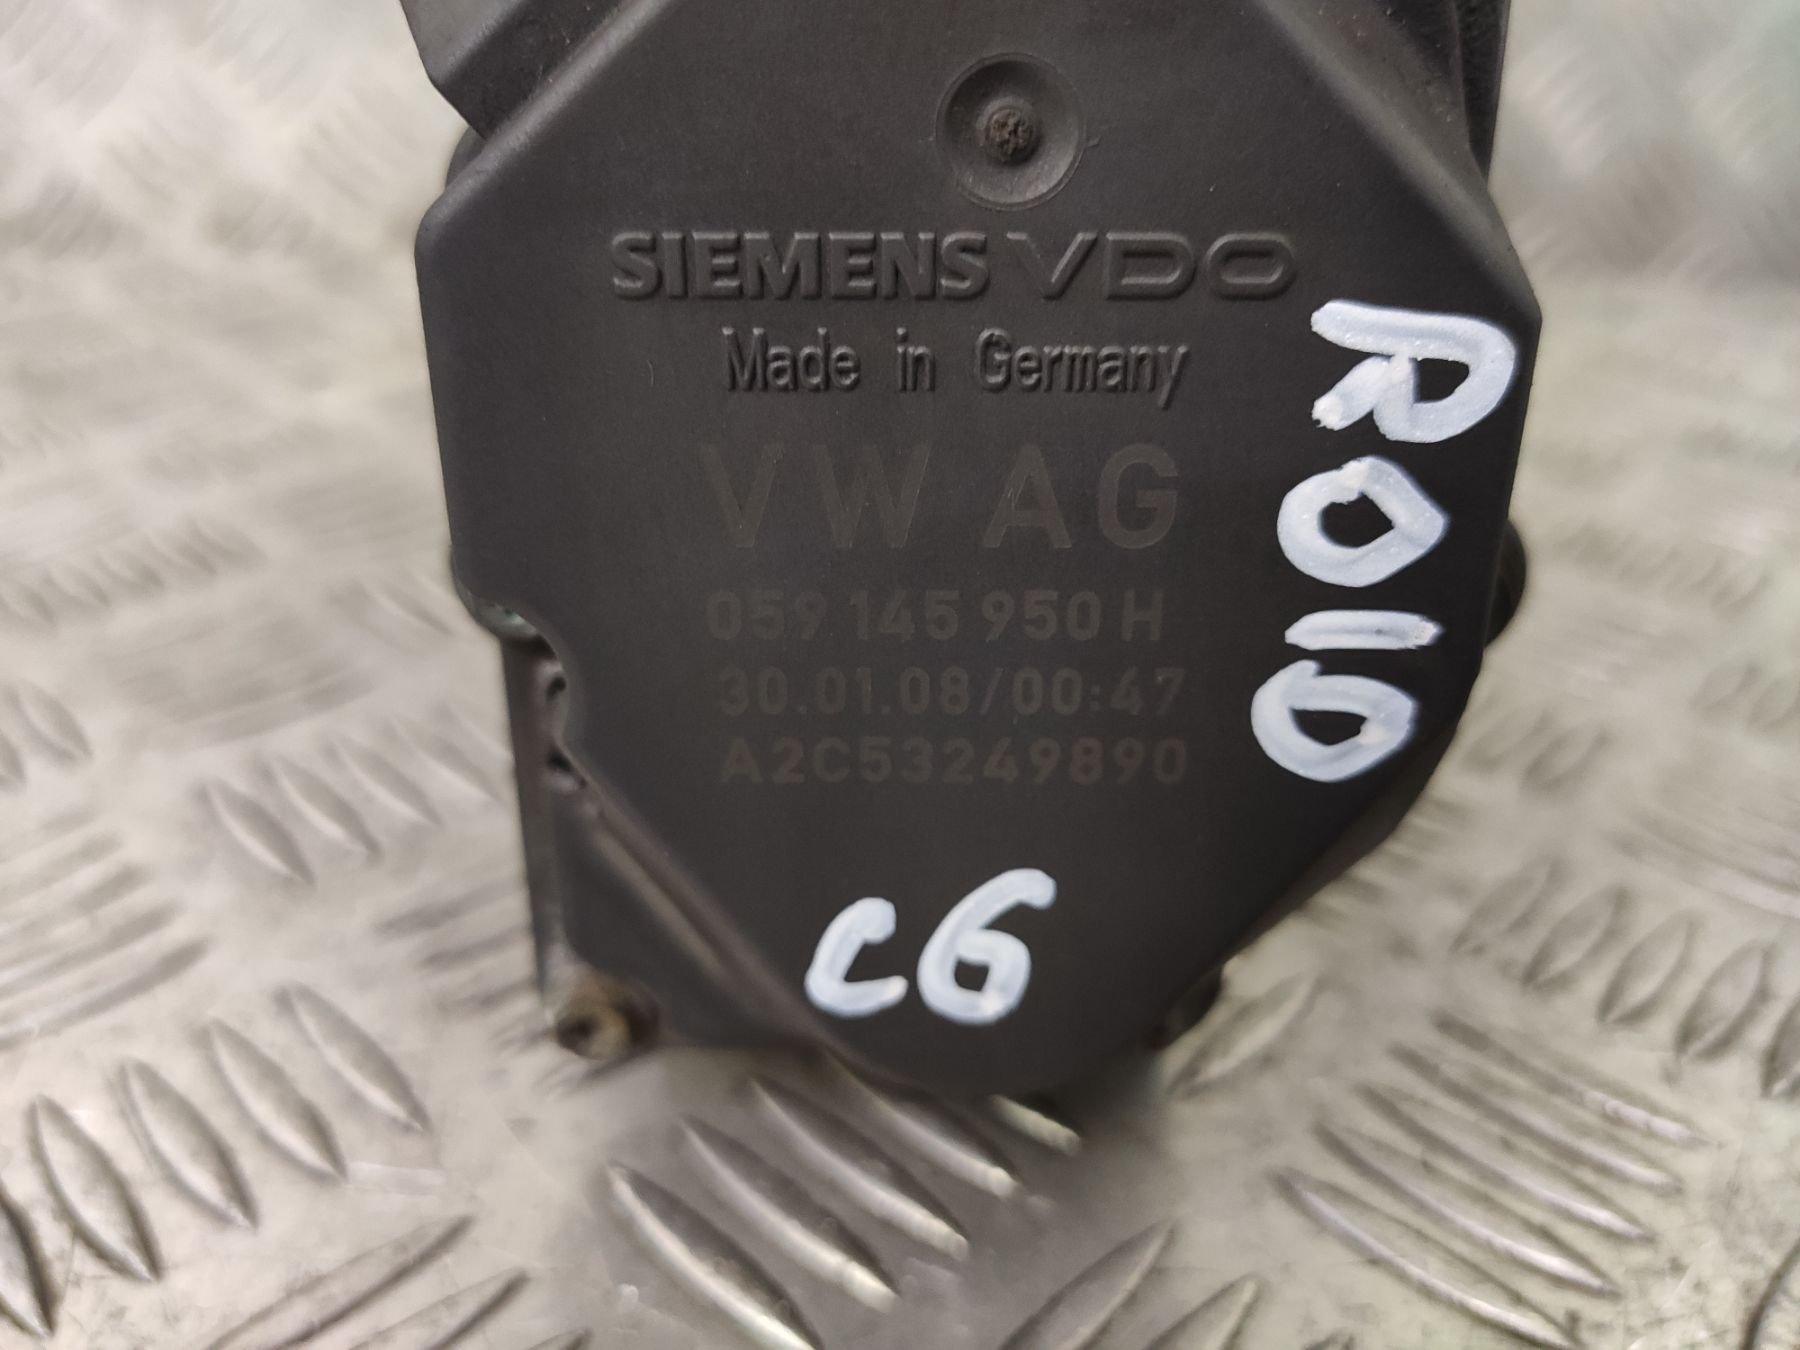 SIEMENS VDO
Made in Germany
VW AG
059 145 950 H
30.01.08/00:47
A2C53249890
R010
C6